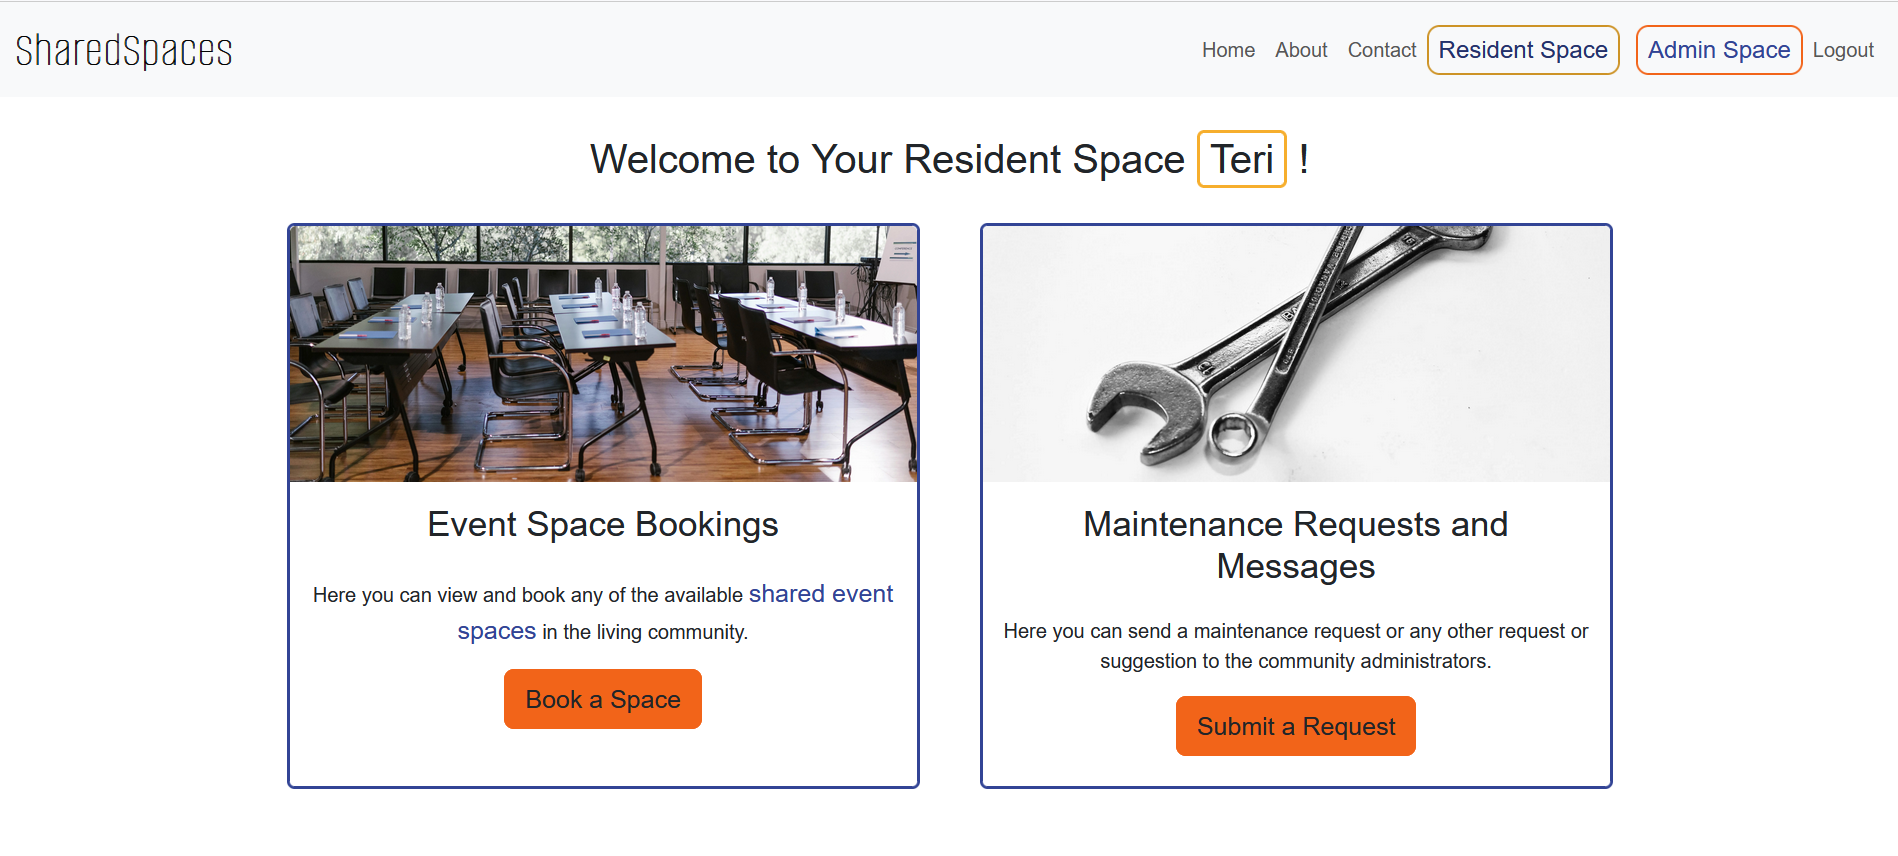 SharedSpaces
Home About Contact Resident Space Admin Space Logout
Welcome to Your Resident Space Teri !
Event Space Bookings
Here you can view and book any of the available shared event
spaces in the living community.
Book a Space
Maintenance Requests and
Messages
Here you can send a maintenance request or any other request or
suggestion to the community administrators.
Submit a Request